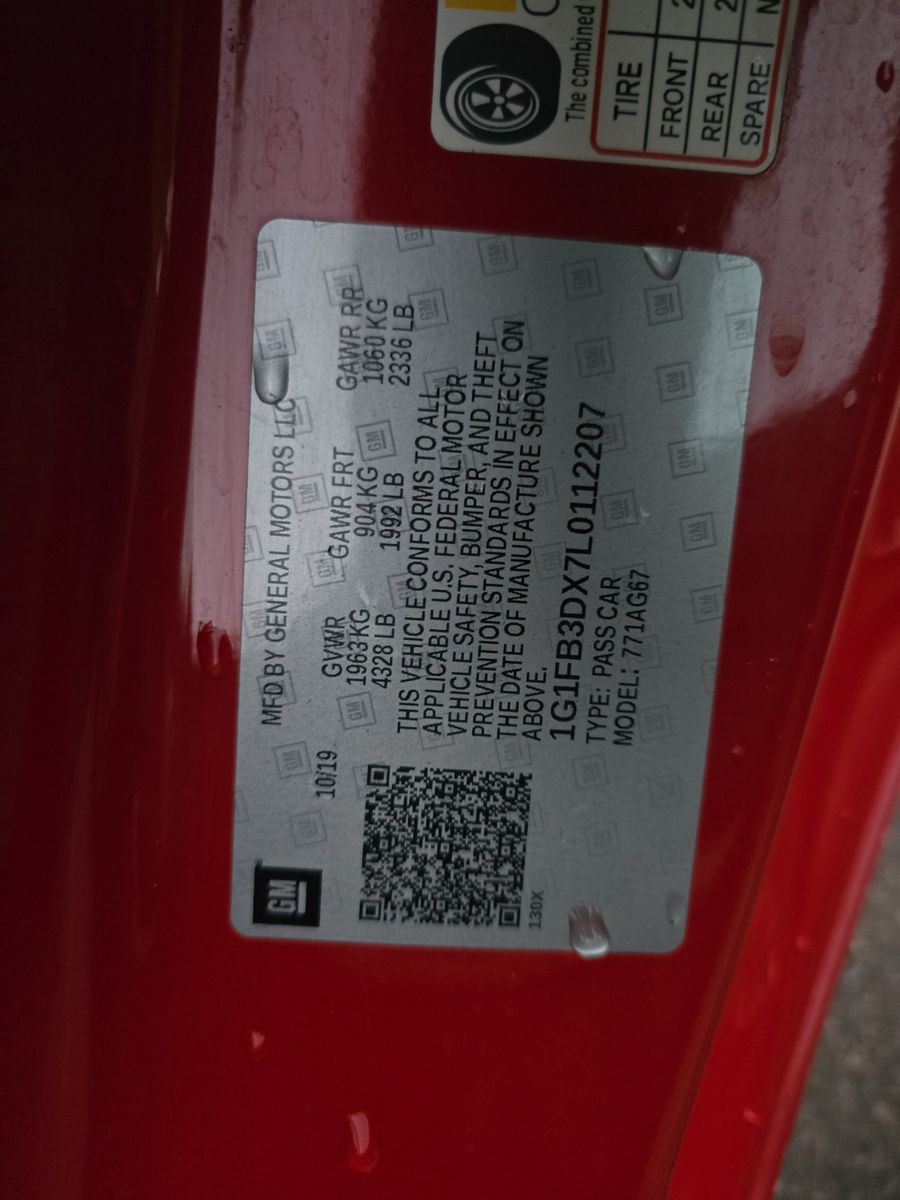 GM
MFD BY GENERAL MOTORS LLC
10/19
GVWR GAWR FRT GAWR RR
1963 KG 904 KG 1060 KG
4328 LB 1992 LB 2336 LB
THIS VEHICLE CONFORMS TO ALL
APPLICABLE U.S. FEDERAL MOTOR
VEHICLE SAFETY, BUMPER, AND THEFT
PREVENTION STANDARDS IN EFFECT ON
THE DATE OF MANUFACTURE SHOWN
ABOVE.
1G1FB3DX7L0112207
TYPE: PASS CAR
MODEL: 771AG67
130X
The combined
TIRE
FRONT 2
REAR 2
SPARE N